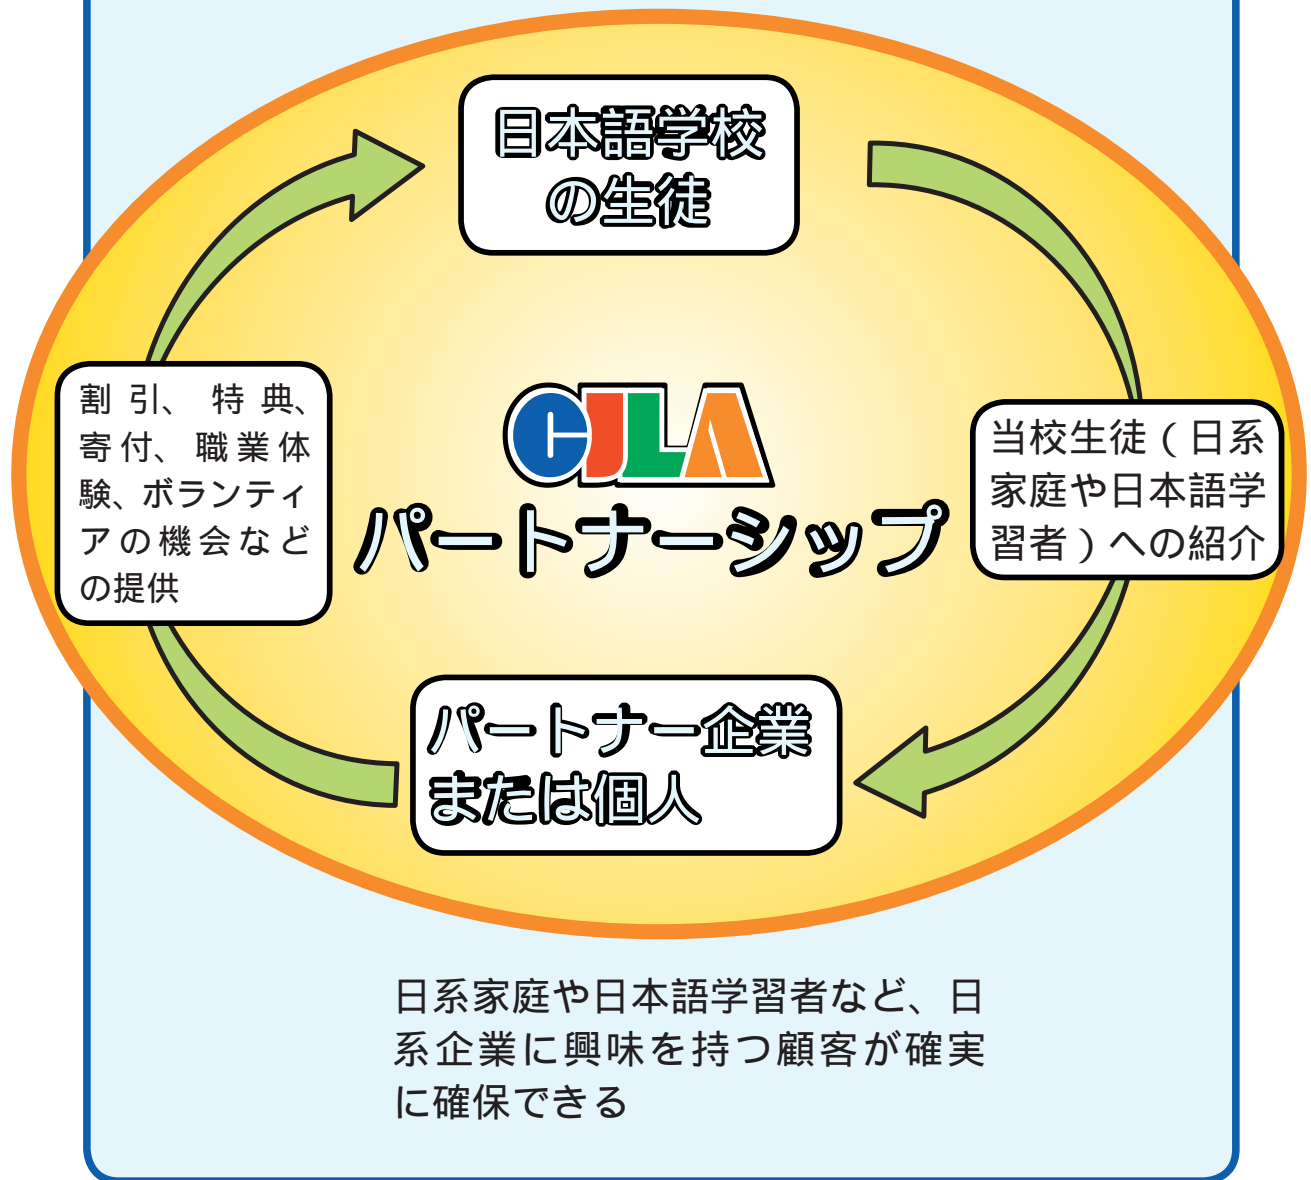 日本語学校
の生徒
割引、特典、
寄付、職業体
験、ボランティ
アの機会など
の提供
CJLA
パートナーシップ
当校生徒（日系
家庭や日本語学
習者）への紹介
パートナー企業
または個人
日系家庭や日本語学習者など、日
系企業に興味を持つ顧客が確実
に確保できる